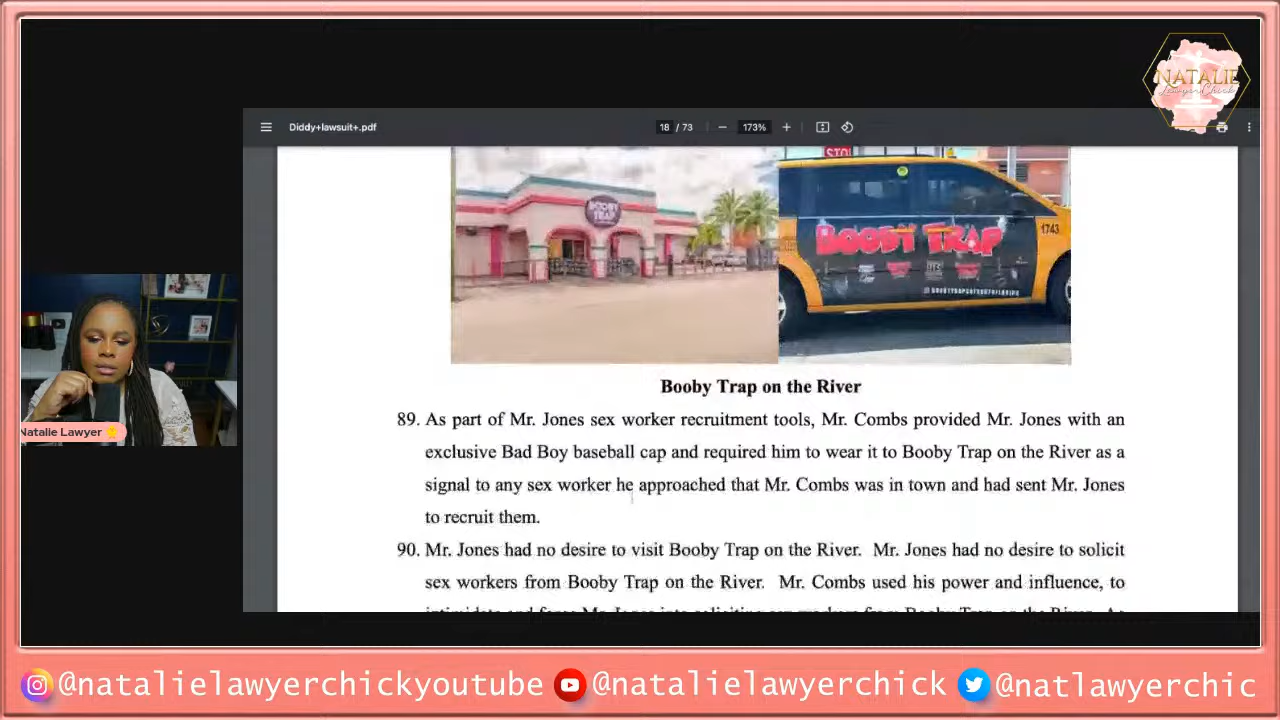 NATALIE
LawyerChick
Diddy+lawsuit+.pdf
18 / 73
173%
STO
BOOBY TRAP
BOOBY TRAP
1743
Booby Trap on the River
89. As part of Mr. Jones sex worker recruitment tools, Mr. Combs provided Mr. Jones with an
exclusive Bad Boy baseball cap and required him to wear it to Booby Trap on the River as a
signal to any sex worker he approached that Mr. Combs was in town and had sent Mr. Jones
to recruit them.
90. Mr. Jones had no desire to visit Booby Trap on the River. Mr. Jones had no desire to solicit
sex workers from Booby Trap on the River. Mr. Combs used his power and influence, to
Natalie Lawyer
@natalielawyerchickyoutube
@natalielawyerchick
@natlawyerchic